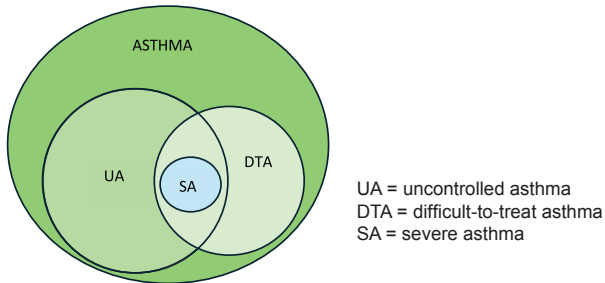 ASTHMA
UA
SA
DTA
UA = uncontrolled asthma
DTA = difficult-to-treat asthma
SA = severe asthma